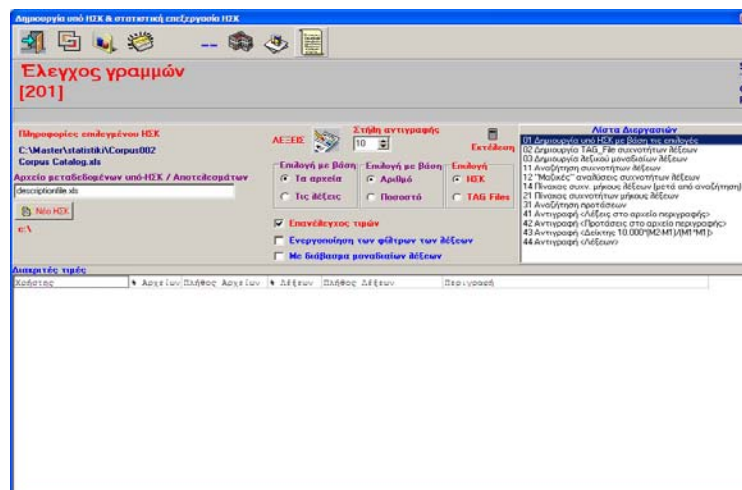 Δημιουργία υπό ΗΣΚ & στατιστική επεξεργασία ΗΣΚ
Έλεγχος γραμμών
[201]
Πληροφορίες επιλεγμένου ΗΣΚ
C:\Master\statistiki\Corpus002
Corpus Catalog.xls
Αρχείο μεταδεδομένων υπό-ΗΣΚ / Αποτελεσμάτων
descriptionfile.xls
Νέο ΗΣΚ
c:\
ΛΕΞΕΙΣ
Στήλη αντιγραφής
10
Εκτέλεση
Επιλογή με βάση
Τα αρχεία
Τις λέξεις
Επιλογή με βάση
Αριθμό
Ποσοστό
Επιλογή
ΗΣΚ
TAG Files
Επανέλεγχος τιμών
Ενεργοποίηση των φίλτρων των λέξεων
Με διάβασμα μοναδιαίων λέξεων
Λίστα Διεργασιών
01 Δημιουργία υπό ΗΣΚ με βάση τις επιλογές
02 Δημιουργία TAG_File συχνοτήτων λέξεων
03 Δημιουργία λεξικού μοναδιαίων λέξεων
11 Αναζήτηση συχνοτήτων λέξεων
12 "Μαζικές" αναλύσεις συχνοτήτων λέξεων
14 Πίνακας συχν. μήκους λέξεων (μετά από αναζήτηση)
21 Πίνακας συχνοτήτων μήκους λέξεων
31 Αναζήτηση προτάσεων
41 Αντιγραφή <Λέξεις στο αρχείο περιγραφής>
42 Αντιγραφή <Προτάσεις στο αρχείο περιγραφής>
43 Αντιγραφή <Δείκτης 10.000*(M2-M1)/(M1*M1)>
44 Αντιγραφή <Λέξεων>
Διακριτές τιμές
Χρήστης % Αρχείων Πλήθος Αρχείων % Λέξεων Πλήθος Λέξεων Περιγραφή